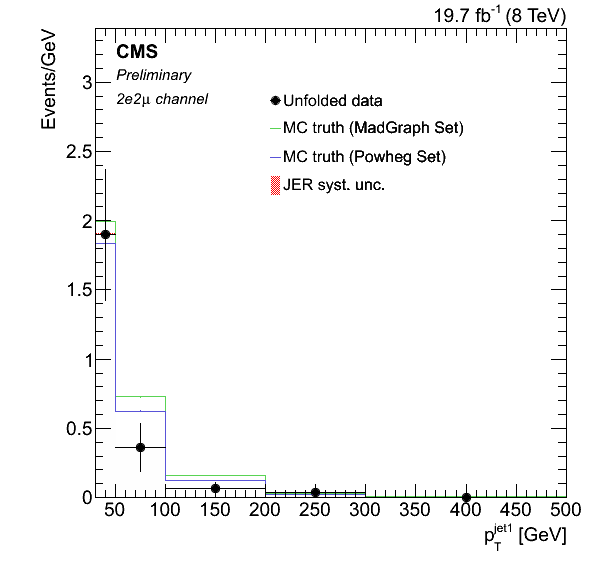 19.7 fb⁻¹ (8 TeV)
Events/GeV
CMS
Preliminary
2e2μ channel
Unfolded data
MC truth (MadGraph Set)
MC truth (Powheg Set)
JER syst. unc.
3
2.5
2
1.5
1
0.5
0
50 100 150 200 250 300 350 400 450 500
p_T^jet1 [GeV]